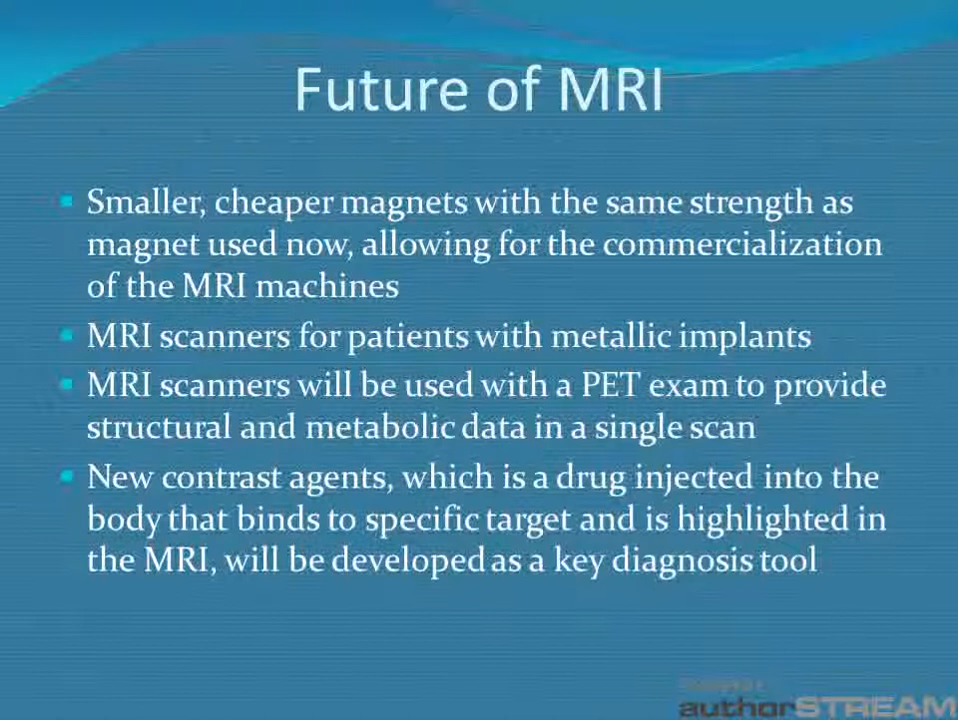 Future of MRI
Smaller, cheaper magnets with the same strength as
magnet used now, allowing for the commercialization
of the MRI machines
MRI scanners for patients with metallic implants
MRI scanners will be used with a PET exam to provide
structural and metabolic data in a single scan
New contrast agents, which is a drug injected into the
body that binds to specific target and is highlighted in
the MRI, will be developed as a key diagnosis tool
authorSTREAM